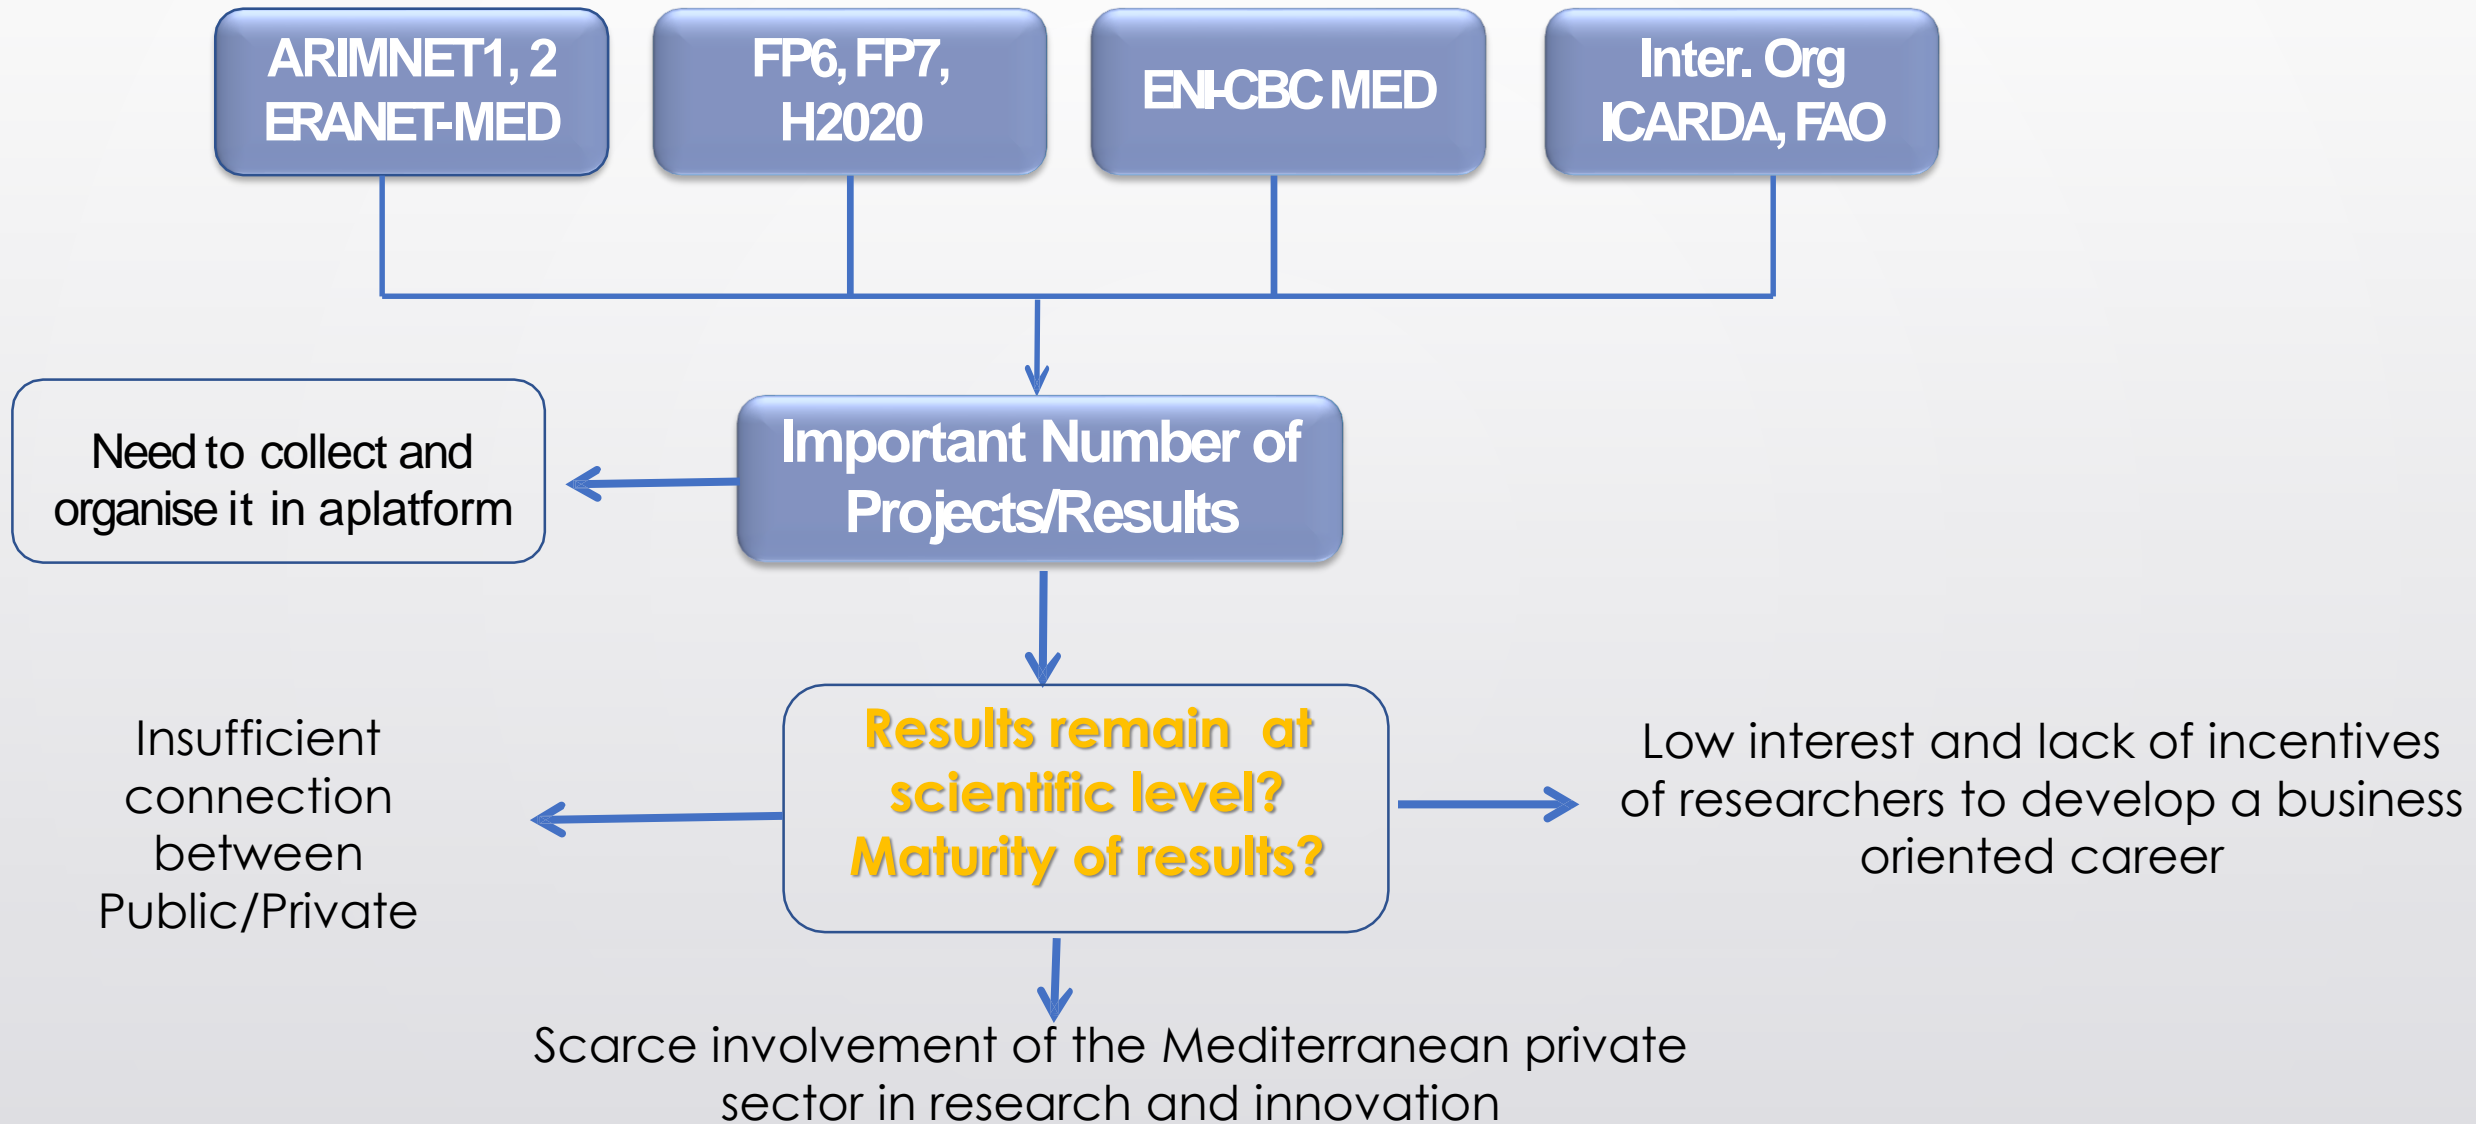 ARIMNET1, 2
ERANET-MED
FP6, FP7,
H2020
ENI-CBC MED
Inter. Org
ICARDA, FAO
Need to collect and
organise it in aplatform
Important Number of
Projects/Results
Insufficient
connection
between
Public/Private
Results remain at
scientific level?
Maturity of results?
Low interest and lack of incentives
of researchers to develop a business
oriented career
Scarce involvement of the Mediterranean private
sector in research and innovation